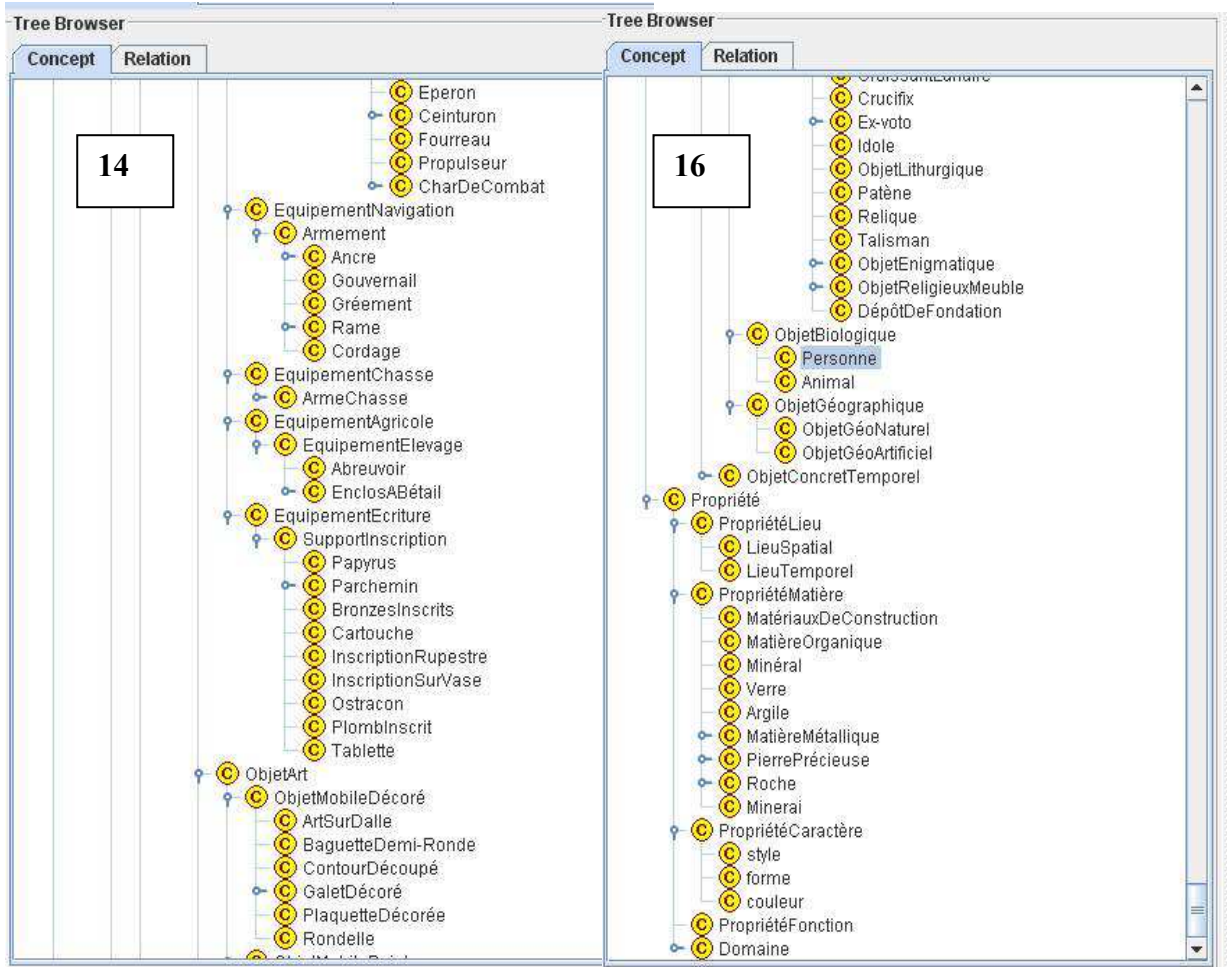 Tree Browser
Concept Relation
14
Eperon
Ceinturon
Fourreau
Propulseur
CharDeCombat
EquipementNavigation
Armement
Ancre
Gouvernail
Gréement
Rame
Cordage
EquipementChasse
ArmeChasse
EquipementAgricole
EquipementElevage
Abreuvoir
EnclosABétail
EquipementEcriture
SupportInscription
Papyrus
Parchemin
BronzesInscrits
Cartouche
InscriptionRupestre
InscriptionSurVase
Ostracon
PlombInscrit
Tablette
ObjetArt
ObjetMobileDécoré
ArtSurDalle
BaguetteDemi-Ronde
ContourDécoupé
GaletDécoré
PlaquetteDécorée
Rondelle
Tree Browser
Concept Relation
16
Crucifix
Ex-voto
Idole
ObjetLithurgique
Patène
Relique
Talisman
ObjetEnigmatique
ObjetReligieuxMeuble
DépôtDeFondation
ObjetBiologique
Personne
Animal
ObjetGéographique
ObjetGéoNaturel
ObjetGéoArtificiel
ObjetConcretTemporel
Propriété
PropriétéLieu
LieuSpatial
LieuTemporel
PropriétéMatière
MatériauxDeConstruction
MatièreOrganique
Minéral
Verre
Argile
MatièreMétallique
PierrePrécieuse
Roche
Minerai
PropriétéCaractère
style
forme
couleur
PropriétéFonction
Domaine